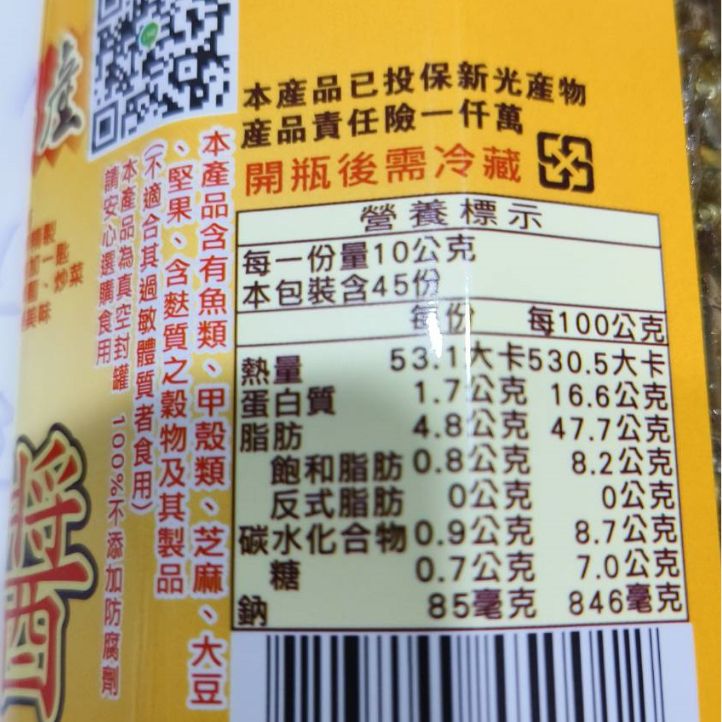 本產品已投保新光產物
產品責任險一仟萬
開瓶後需冷藏
營養標示
每一份量10公克
本包裝含45份
每份 每100公克
熱量 53.1大卡 530.5大卡
蛋白質 1.7公克 16.6公克
脂肪 4.8公克 47.7公克
飽和脂肪 0.8公克 8.2公克
反式脂肪 0公克 0公克
碳水化合物 0.9公克 8.7公克
糖 0.7公克 7.0公克
鈉 85毫克 846毫克
本產品含有魚類、甲殼類、芝麻、大豆
、堅果、含麩質之穀物及其製品
(不適合其過敏體質者食用)
本產品為真空封罐 100%不添加防腐劑
請安心選購食用
製
加一匙
、炒菜
美味
產
醬